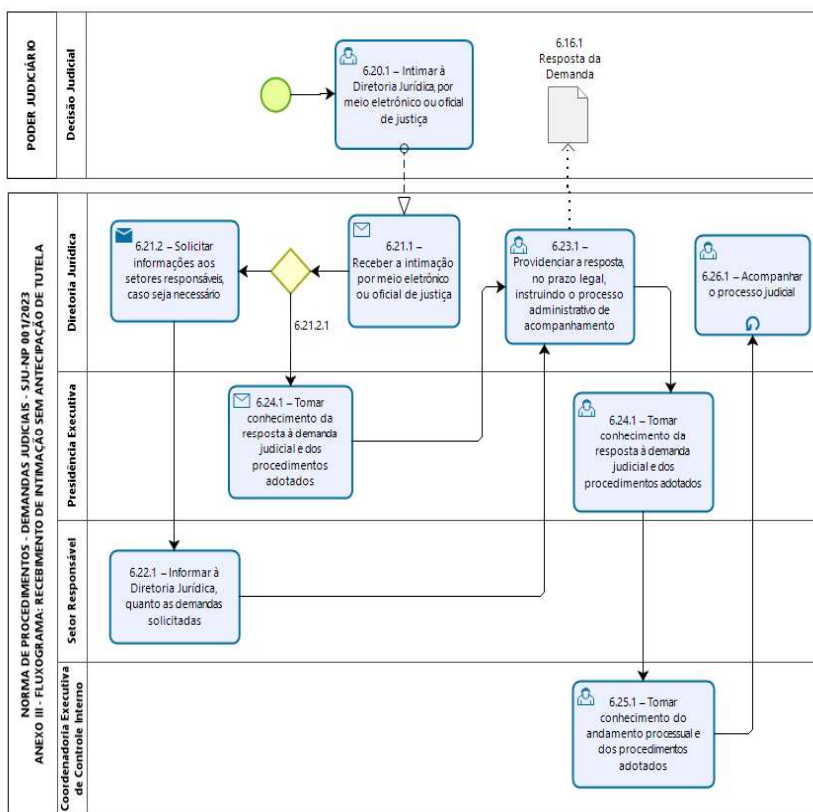 PODER JUDICIÁRIO
Decisão Judicial
6.20.1 – Intimar à
Diretoria Jurídica, por
meio eletrônico ou oficial
de justiça
6.16.1
Resposta da
Demanda
NORMA DE PROCEDIMENTOS - DEMANDAS JUDICIAIS - SJU-NP 001/2023
ANEXO III - FLUXOGRAMA: RECEBIMENTO DE INTIMAÇÃO SEM ANTECIPAÇÃO DE TUTELA
Diretoria Jurídica
6.21.2 – Solicitar
informações aos
setores responsáveis,
caso seja necessário
6.21.2.1
6.21.1 –
Receber a intimação
por meio eletrônico
ou oficial de justiça
6.23.1 –
Providenciar a resposta,
no prazo legal,
instruindo o processo
administrativo de
acompanhamento
6.26.1 – Acompanhar
o processo judicial
Presidência Executiva
6.24.1 – Tomar
conhecimento da
resposta à demanda
judicial e dos
procedimentos
adotados
6.24.1 – Tomar
conhecimento da
resposta à demanda
judicial e dos
procedimentos adotados
Setor Responsável
6.22.1 – Informar à
Diretoria Jurídica,
quanto as demandas
solicitadas
Coordenadoria Executiva
de Controle Interno
6.25.1 – Tomar
conhecimento do
andamento processual e
dos procedimentos
adotados